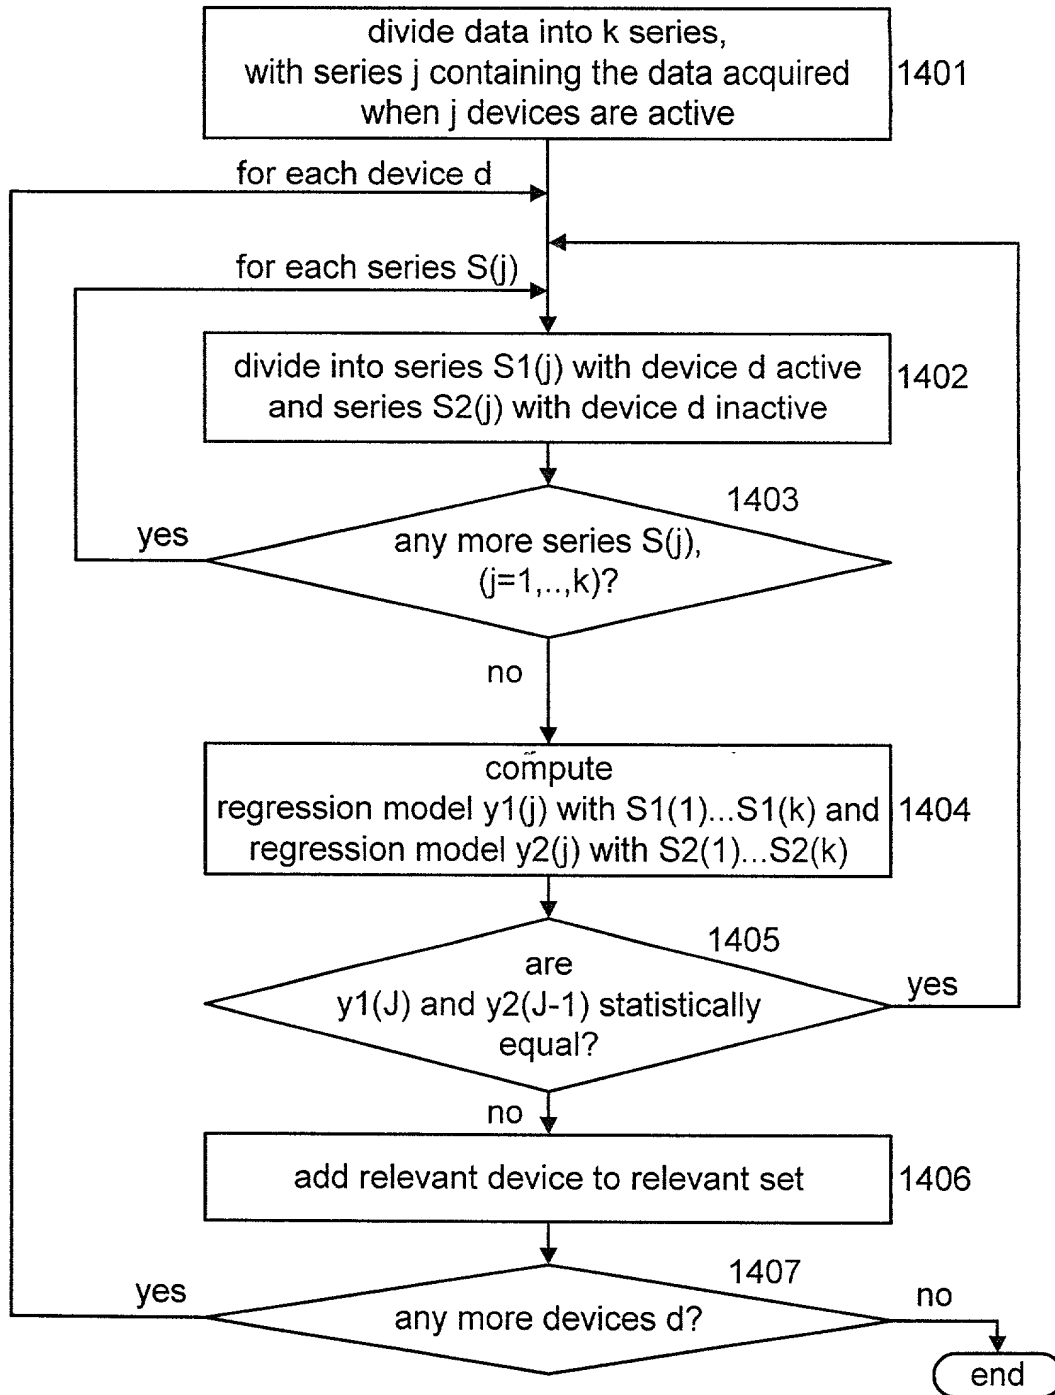 divide data into k series,
with series j containing the data acquired
when j devices are active
1401
for each device d
for each series S(j)
divide into series S1(j) with device d active
and series S2(j) with device d inactive
1402
1403
yes
any more series S(j),
(j=1,..,k)?
no
compute
regression model y1(j) with S1(1)...S1(k) and
regression model y2(j) with S2(1)...S2(k)
1404
1405
are
y1(J) and y2(J-1) statistically
equal?
yes
no
add relevant device to relevant set
1406
1407
yes
any more devices d?
no
end